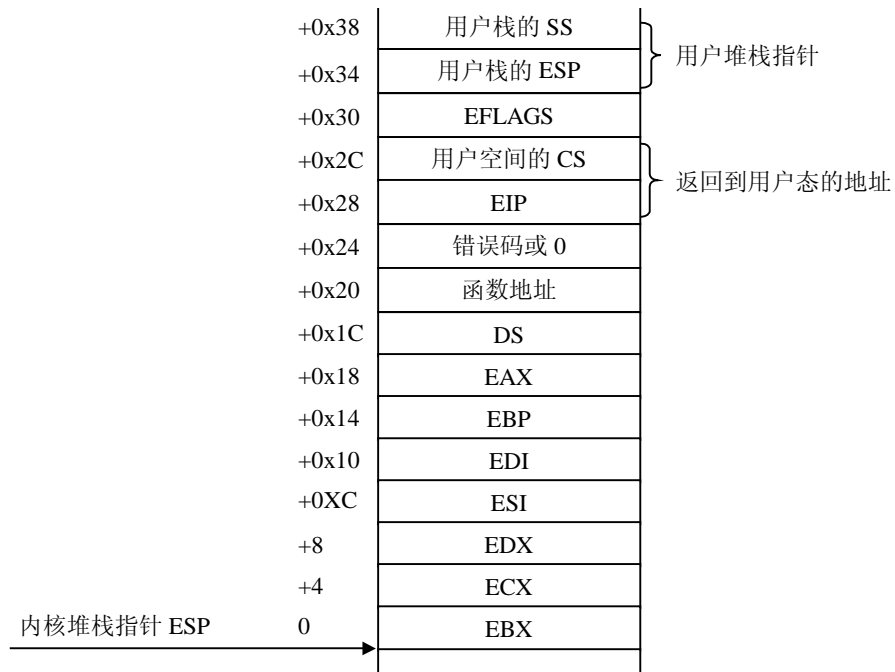 +0x38 用户栈的 SS
用户堆栈指针
+0x34 用户栈的 ESP
+0x30 EFLAGS
+0x2C 用户空间的 CS
返回到用户态的地址
+0x28 EIP
+0x24 错误码或 0
+0x20 函数地址
+0x1C DS
+0x18 EAX
+0x14 EBP
+0x10 EDI
+0XC ESI
+8 EDX
+4 ECX
内核堆栈指针 ESP 0 EBX